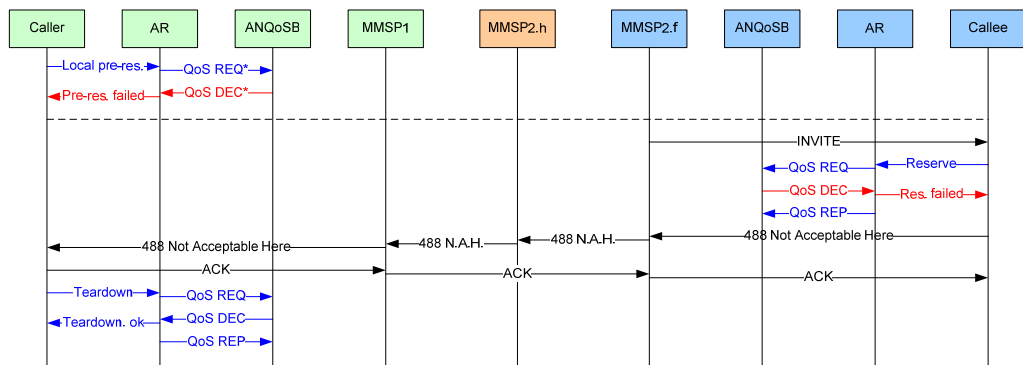 Caller
AR
ANQoSB
MMSP1
MMSP2.h
MMSP2.f
ANQoSB
AR
Callee
Local pre-res.
QoS REQ*
Pre-res. failed
QoS DEC*
INVITE
QoS REQ
Reserve
QoS DEC
Res. failed
QoS REP
488 Not Acceptable Here
488 N.A.H.
488 N.A.H.
488 Not Acceptable Here
ACK
ACK
ACK
Teardown
QoS REQ
Teardown. ok
QoS DEC
QoS REP